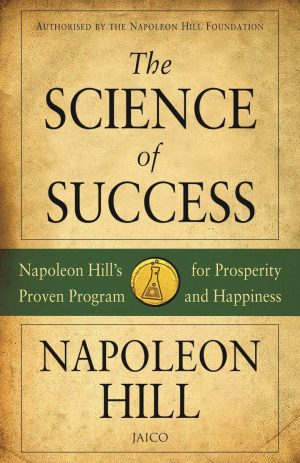 AUTHORISED BY THE NAPOLEON HILL FOUNDATION
The
SCIENCE
of
SUCCESS
Napoleon Hill's
Proven Program
for Prosperity
and Happiness
NAPOLEON
HILL
JAICO